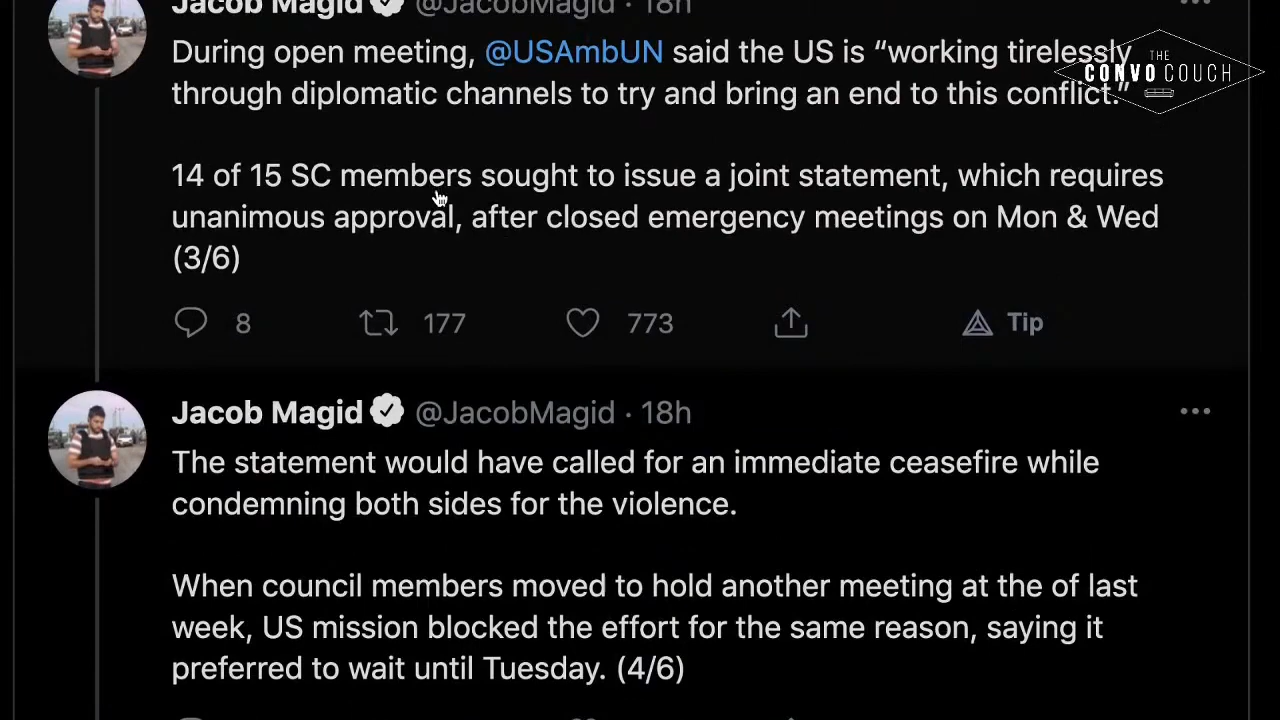 Jacob Magid @JacobMagid · 18h
During open meeting, @USAmbUN said the US is “working tirelessly
through diplomatic channels to try and bring an end to this conflict.”
THE
CONVO COUCH
14 of 15 SC members sought to issue a joint statement, which requires
unanimous approval, after closed emergency meetings on Mon & Wed
(3/6)
8 177 773 Tip
Jacob Magid @JacobMagid · 18h
The statement would have called for an immediate ceasefire while
condemning both sides for the violence.
When council members moved to hold another meeting at the of last
week, US mission blocked the effort for the same reason, saying it
preferred to wait until Tuesday. (4/6)